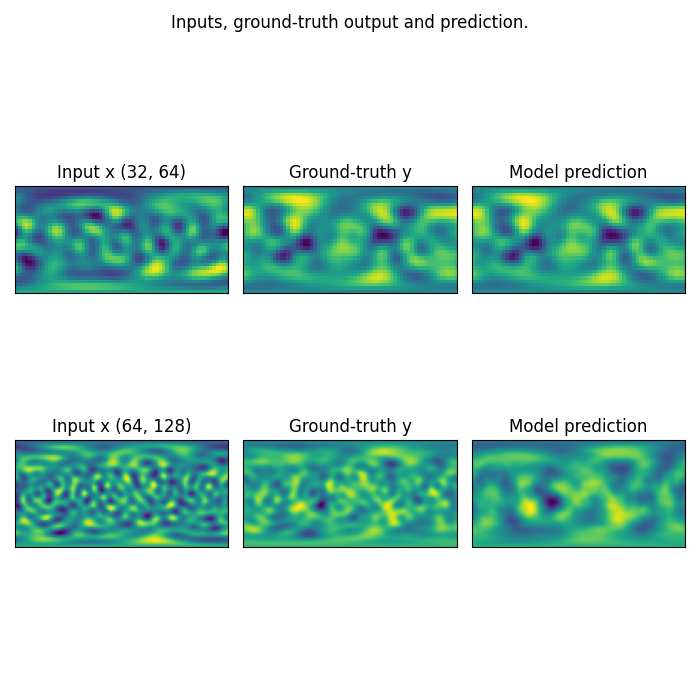 Inputs, ground-truth output and prediction.
Input x (32, 64)
Ground-truth y
Model prediction
Input x (64, 128)
Ground-truth y
Model prediction